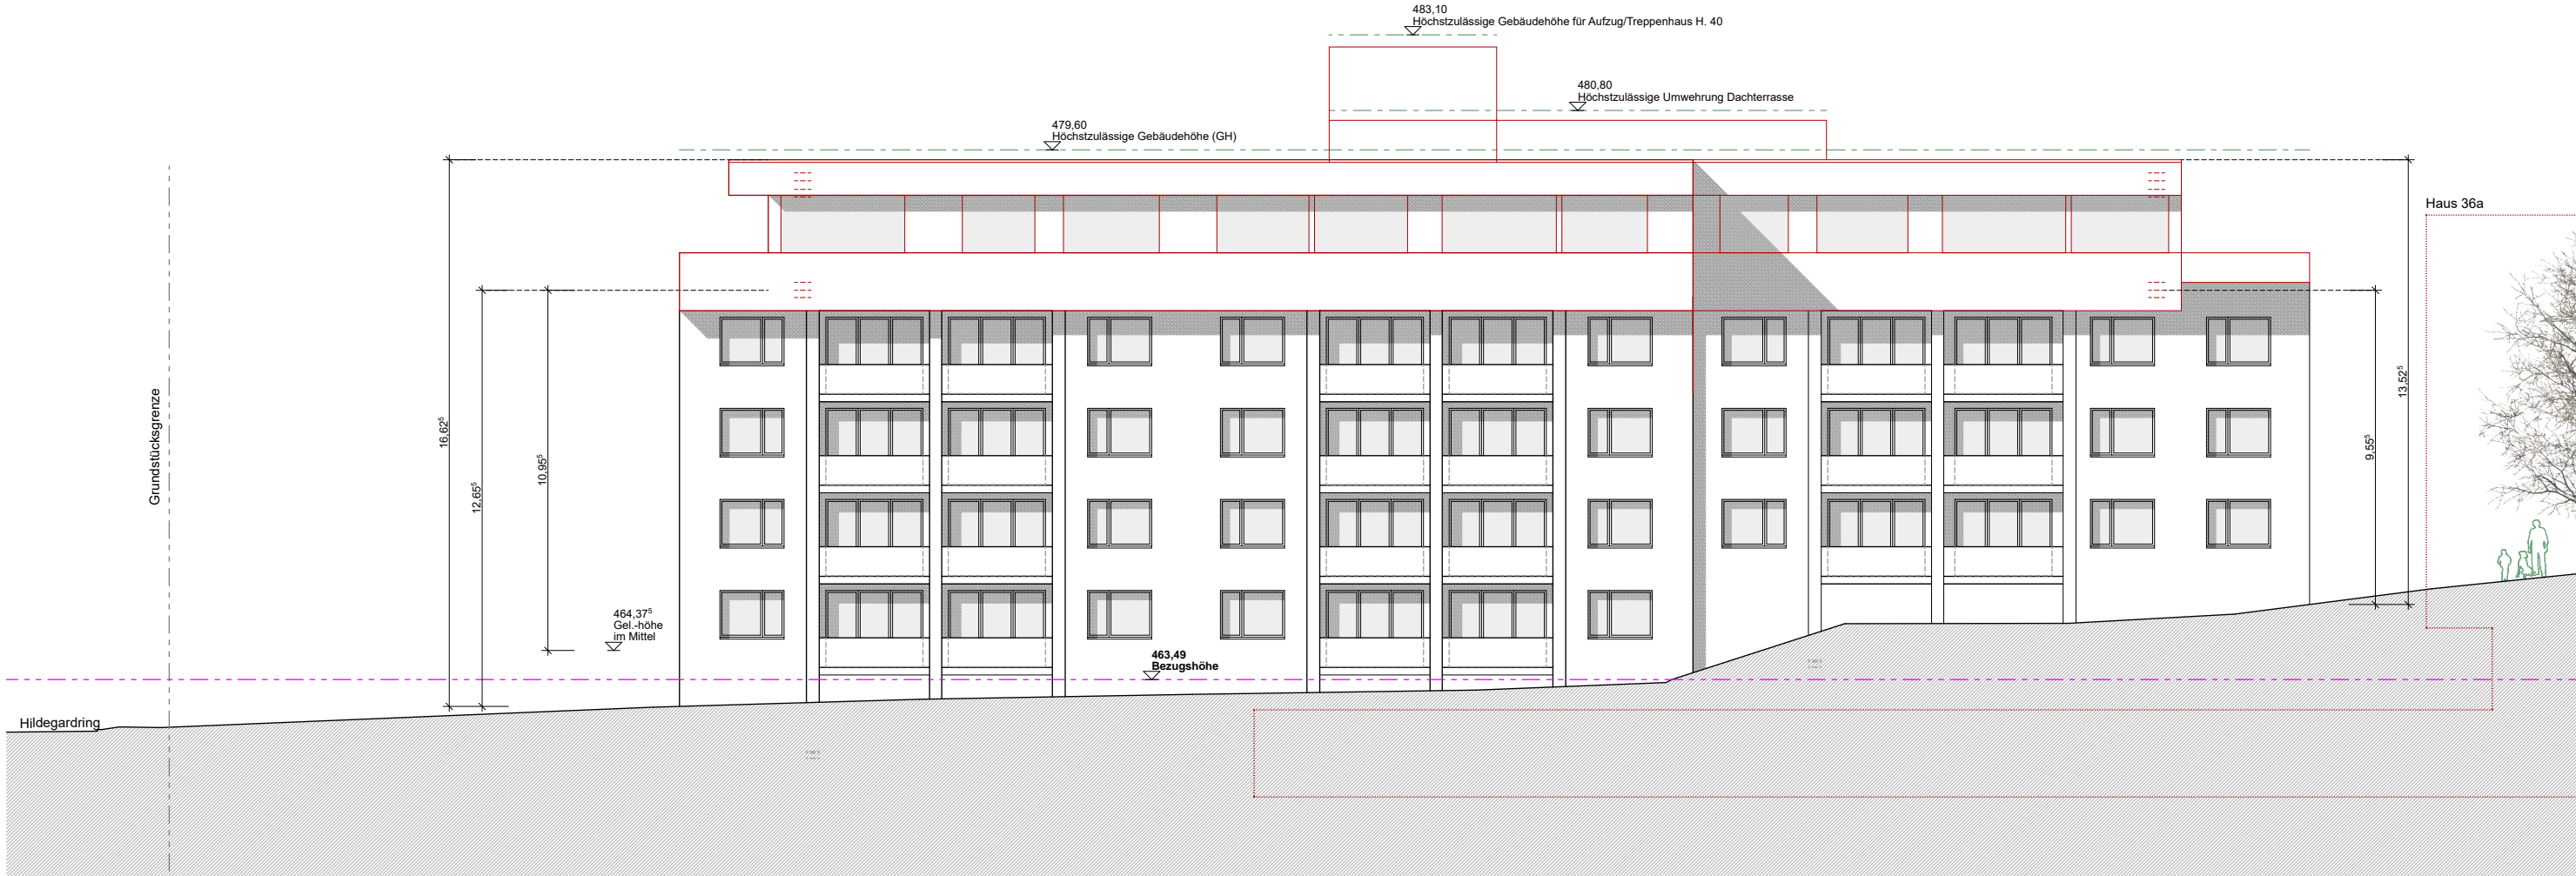 483,10
Höchstzulässige Gebäudehöhe für Aufzug/Treppenhaus H. 40
480,80
Höchstzulässige Umwehrung Dachterrasse
479,60
Höchstzulässige Gebäudehöhe (GH)
Haus 36a
Grundstücksgrenze
16,62⁵
12,65⁵
10,95⁵
13,52⁵
9,55⁵
464,37⁵
Gel.-höhe
im Mittel
463,49
Bezugshöhe
Hildegardring